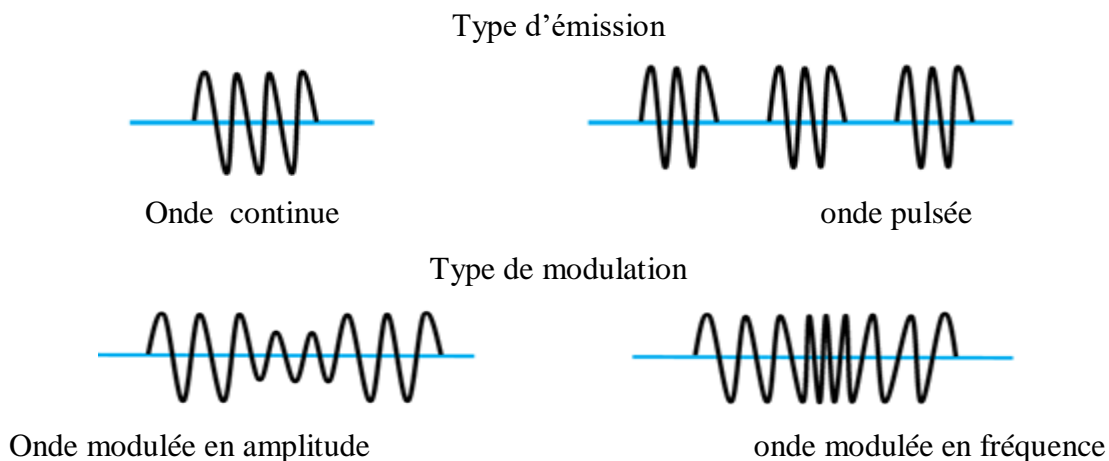 Type d’émission
Onde continue
onde pulsée
Type de modulation
Onde modulée en amplitude
onde modulée en fréquence